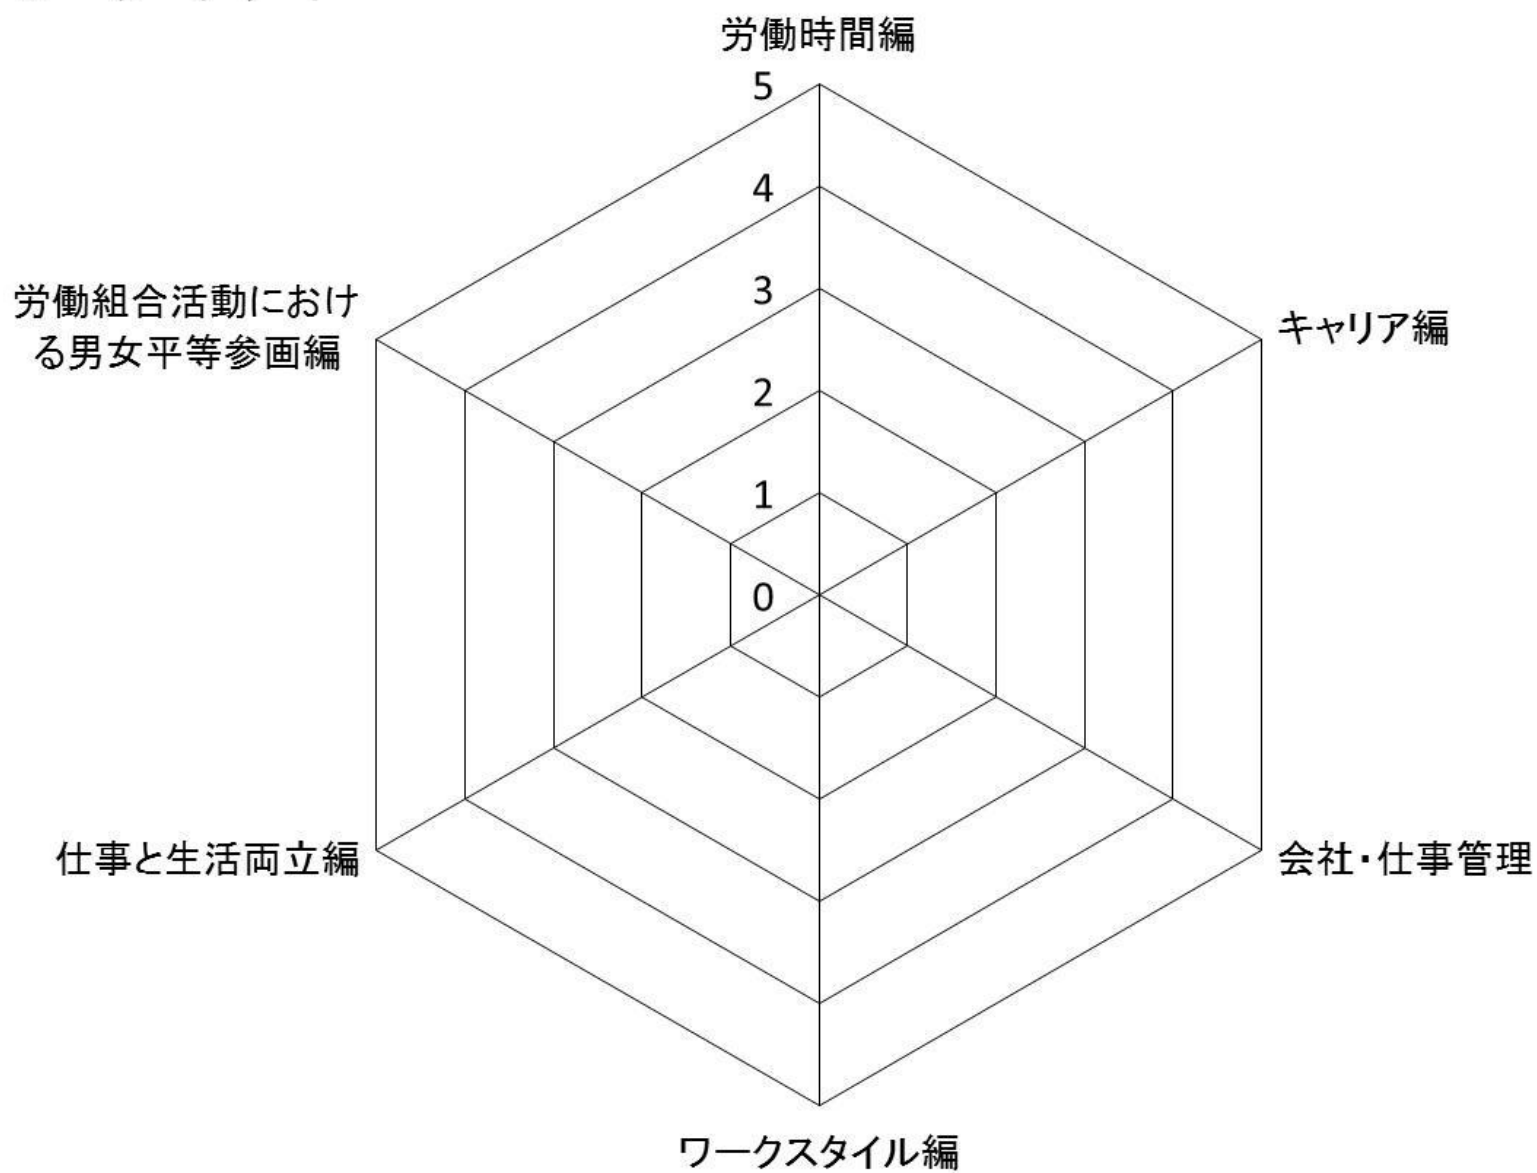 労働時間編
5
4
3
2
1
0
キャリア編
会社・仕事管理
ワークスタイル編
仕事と生活両立編
労働組合活動におけ
る男女平等参画編